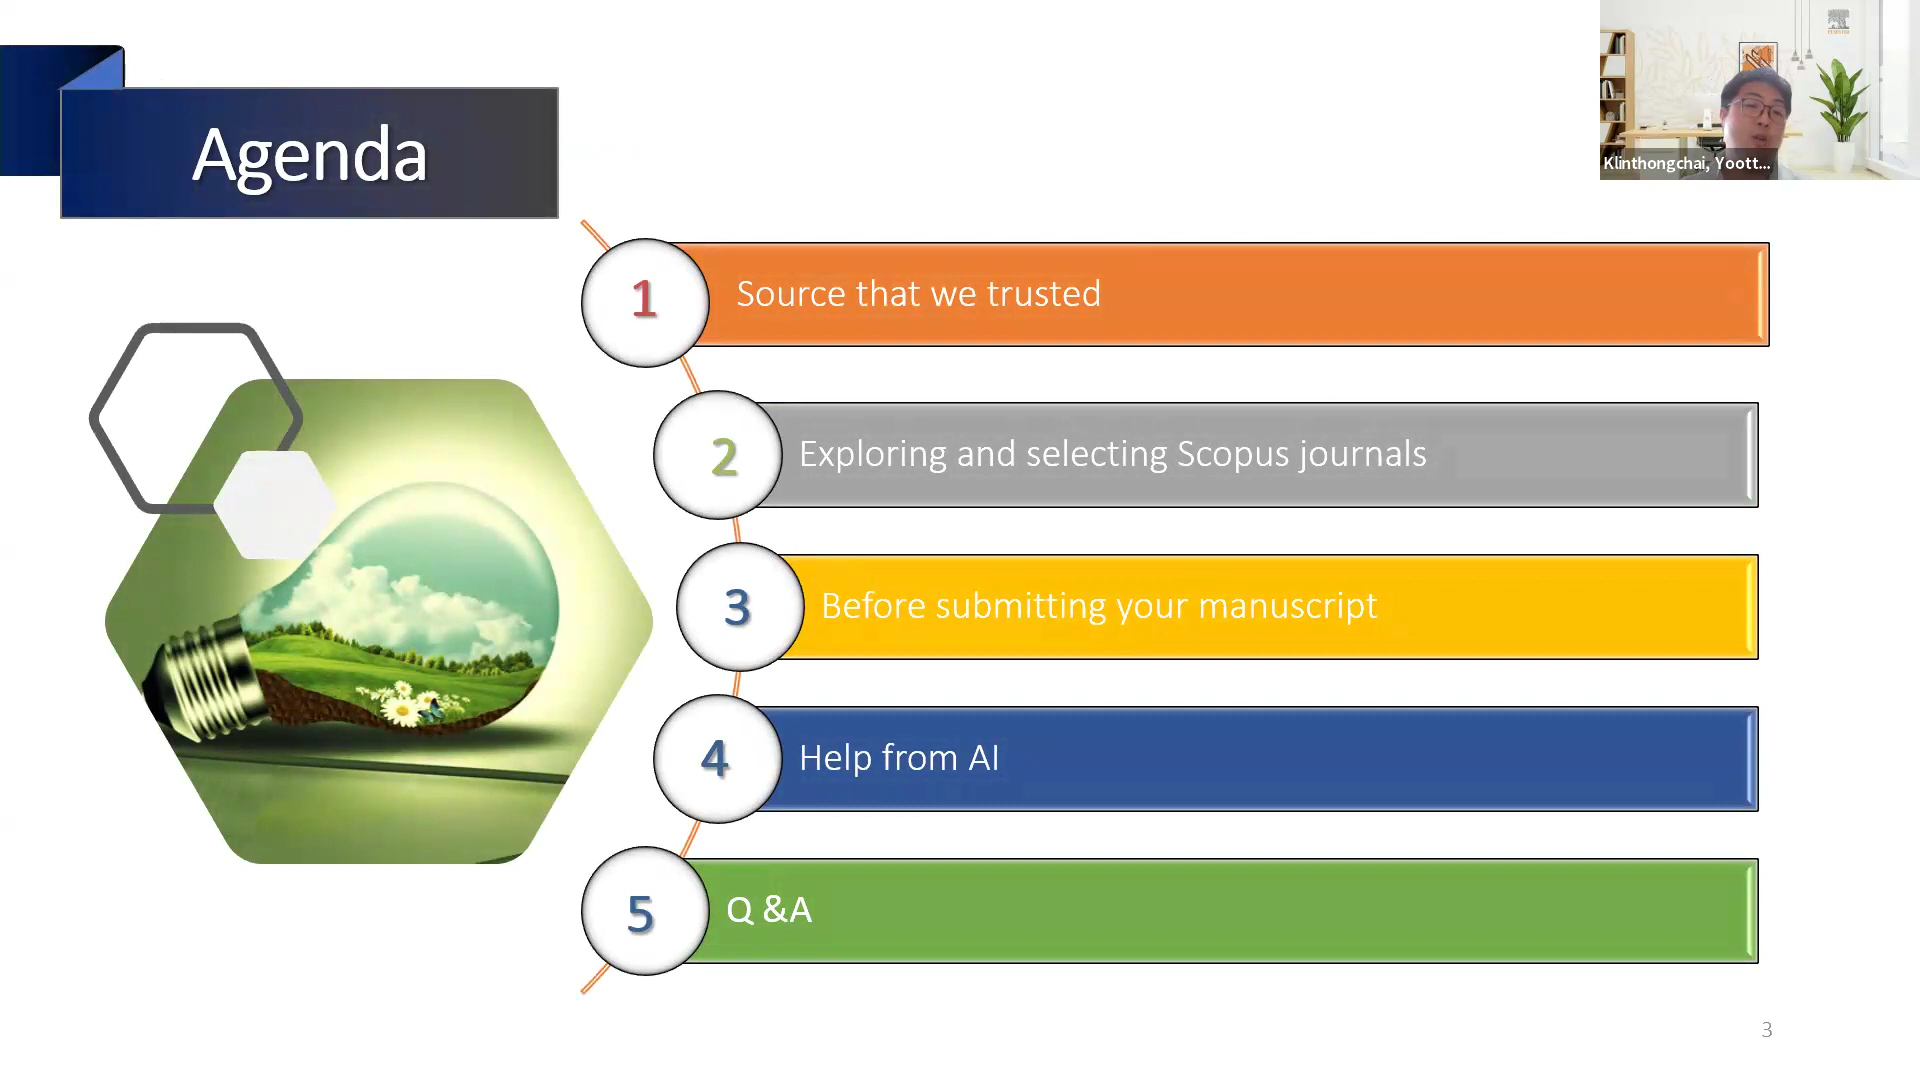 Agenda
Klinthongchai, Yoott...
1
Source that we trusted
2
Exploring and selecting Scopus journals
3
Before submitting your manuscript
4
Help from AI
5
Q &A
3